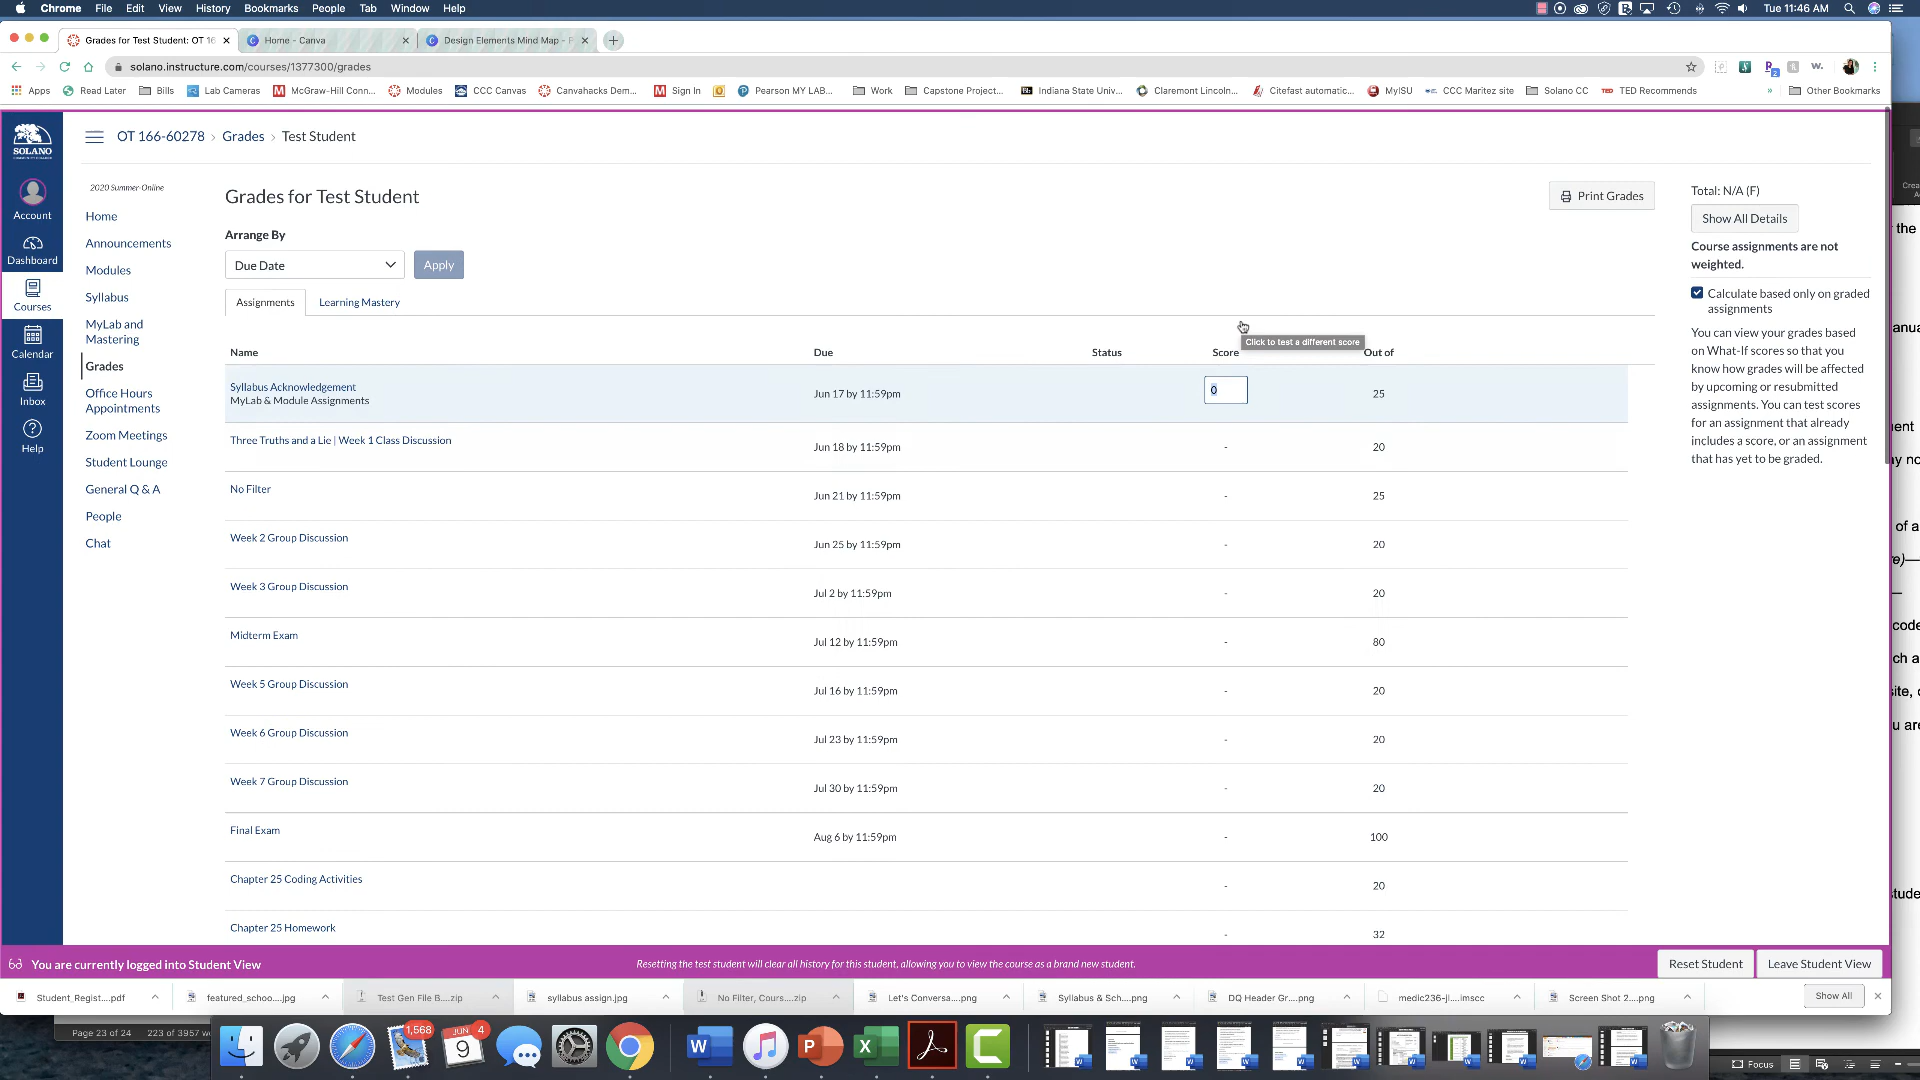 Chrome File Edit View History Bookmarks People Tab Window Help Tue 11:46 AM
Grades for Test Student: OT 16 Home - Canva Design Elements Mind Map - P
solano.instructure.com/courses/1377300/grades
Apps Read Later Bills Lab Cameras McGraw-Hill Conn... Modules CCC Canvas Canvahacks Dem... Sign In Pearson MY LAB... Work Capstone Project... Indiana State Univ... Claremont Lincoln... Citefast automatic... MyISU CCC Maritez site Solano CC TED Recommends » Other Bookmarks
SOLANO
COMMUNITY COLLEGE
Account
Dashboard
Courses
Calendar
Inbox
Help
OT 166-60278 › Grades › Test Student
2020 Summer-Online
Home
Announcements
Modules
Syllabus
MyLab and
Mastering
Grades
Office Hours
Appointments
Zoom Meetings
Student Lounge
General Q & A
People
Chat
Grades for Test Student
Print Grades
Arrange By
Due Date Apply
Assignments Learning Mastery
Click to test a different score
Name Due Status Score Out of
Syllabus Acknowledgement
MyLab & Module Assignments
Jun 17 by 11:59pm 0 25
Three Truths and a Lie | Week 1 Class Discussion Jun 18 by 11:59pm - 20
No Filter Jun 21 by 11:59pm - 25
Week 2 Group Discussion Jun 25 by 11:59pm - 20
Week 3 Group Discussion Jul 2 by 11:59pm - 20
Midterm Exam Jul 12 by 11:59pm - 80
Week 5 Group Discussion Jul 16 by 11:59pm - 20
Week 6 Group Discussion Jul 23 by 11:59pm - 20
Week 7 Group Discussion Jul 30 by 11:59pm - 20
Final Exam Aug 6 by 11:59pm - 100
Chapter 25 Coding Activities - 20
Chapter 25 Homework - 32
Total: N/A (F)
Show All Details
Course assignments are not
weighted.
Calculate based only on graded
assignments
You can view your grades based
on What-If scores so that you
know how grades will be affected
by upcoming or resubmitted
assignments. You can test scores
for an assignment that already
includes a score, or an assignment
that has yet to be graded.
You are currently logged into Student View Resetting the test student will clear all history for this student, allowing you to view the course as a brand new student. Reset Student Leave Student View
Student_Regist....pdf featured_schoo....jpg Test Gen File B....zip syllabus assign.jpg No Filter, Cours....zip Let's Conversa....png Syllabus & Sch....png DQ Header Gr....png medic236-jl....imscc Screen Shot 2....png Show All
Page 23 of 24 223 of 3957 w
1,568
JUN 4
9
Focus